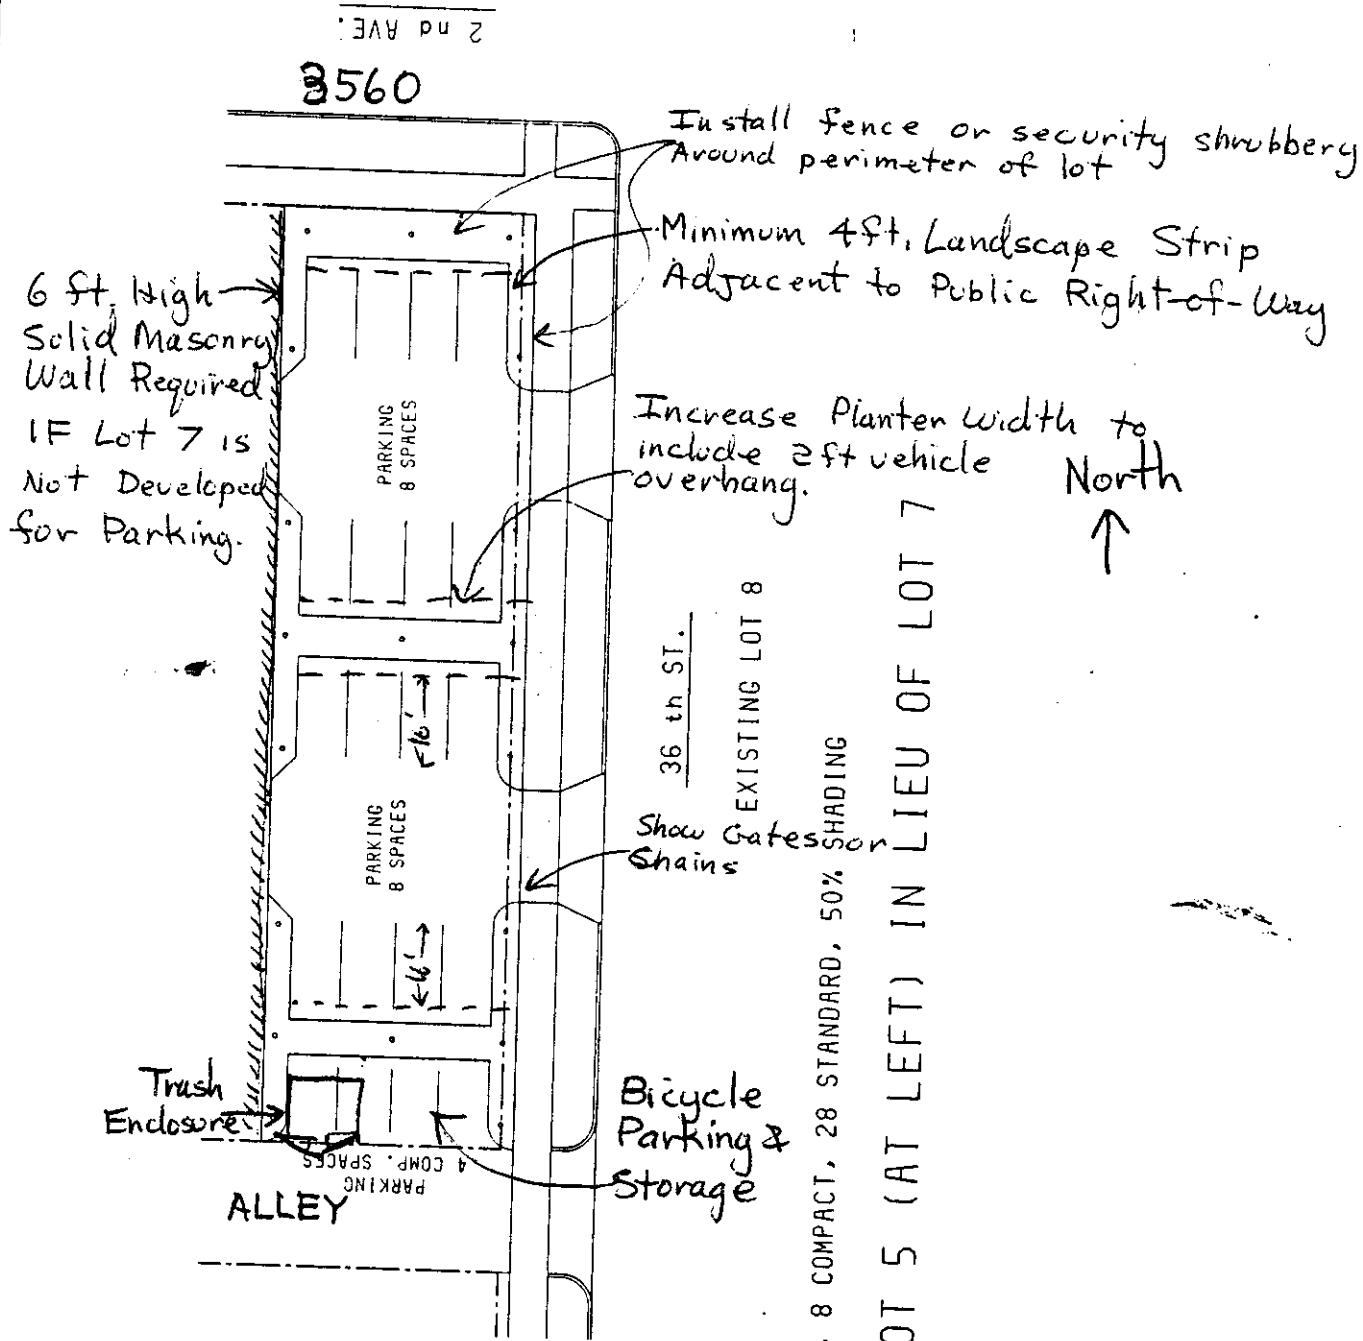 2 nd AVE.
3560
Install fence or security shrubbery
Around perimeter of lot
Minimum 4ft. Landscape Strip
Adjacent to Public Right-of-Way
6 ft. High
Solid Masonry
Wall Required
IF Lot 7 is
Not Developed
for Parking.
PARKING
8 SPACES
Increase Planter Width to
include 2ft vehicle
overhang.
North
36 th ST.
EXISTING LOT 8
16'
PARKING
8 SPACES
Show Gates or
Shains
16'
8 COMPACT, 28 STANDARD, 50% SHADING
OT 5 (AT LEFT) IN LIEU OF LOT 7
Trash
Enclosure
PARKING
4 COMP. SPACES
ALLEY
Bicycle
Parking &
Storage